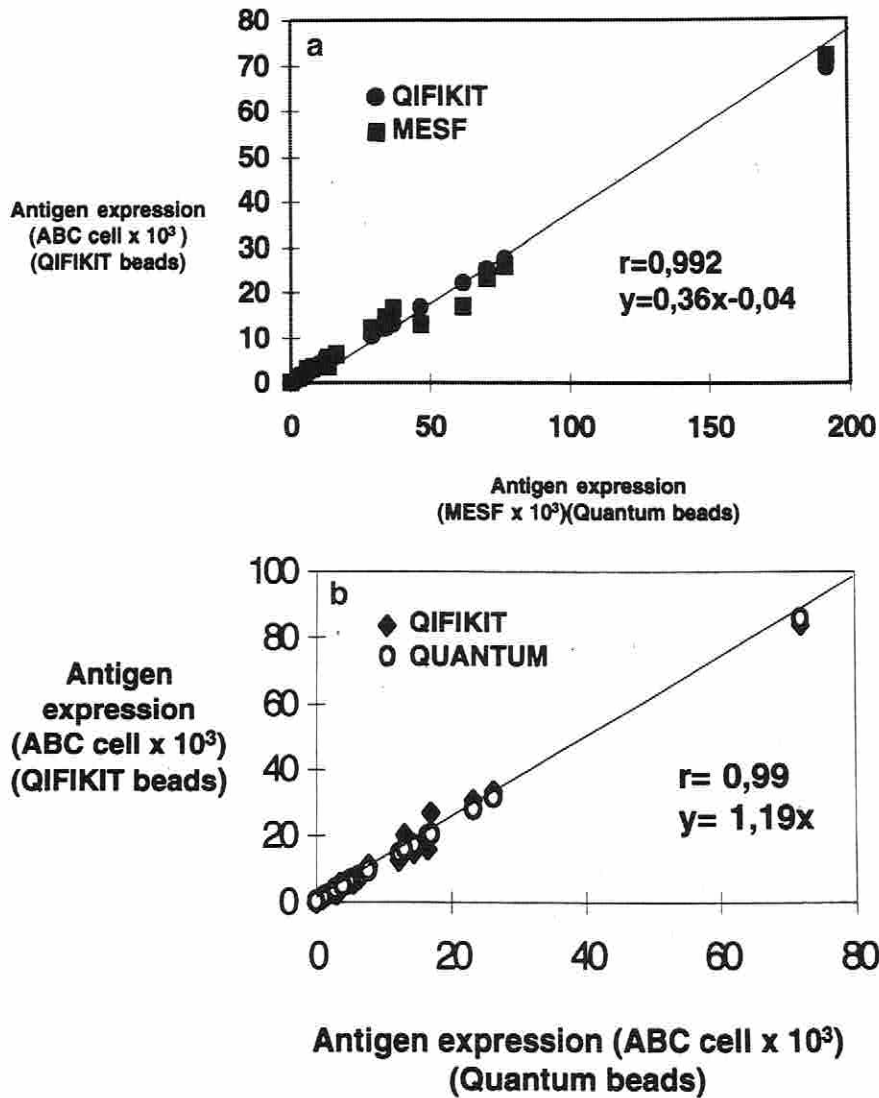 a
80
70
60
50
40
30
20
10
0
QIFIKIT
MESF
Antigen expression
(ABC cell x 10³)
(QIFIKIT beads)
r=0,992
y=0,36x-0,04
0 50 100 150 200
Antigen expression
(MESF x 10³)(Quantum beads)
b
100
80
60
40
20
0
QIFIKIT
QUANTUM
Antigen
expression
(ABC cell x 10³)
(QIFIKIT beads)
r= 0,99
y= 1,19x
0 20 40 60 80
Antigen expression (ABC cell x 10³)
(Quantum beads)